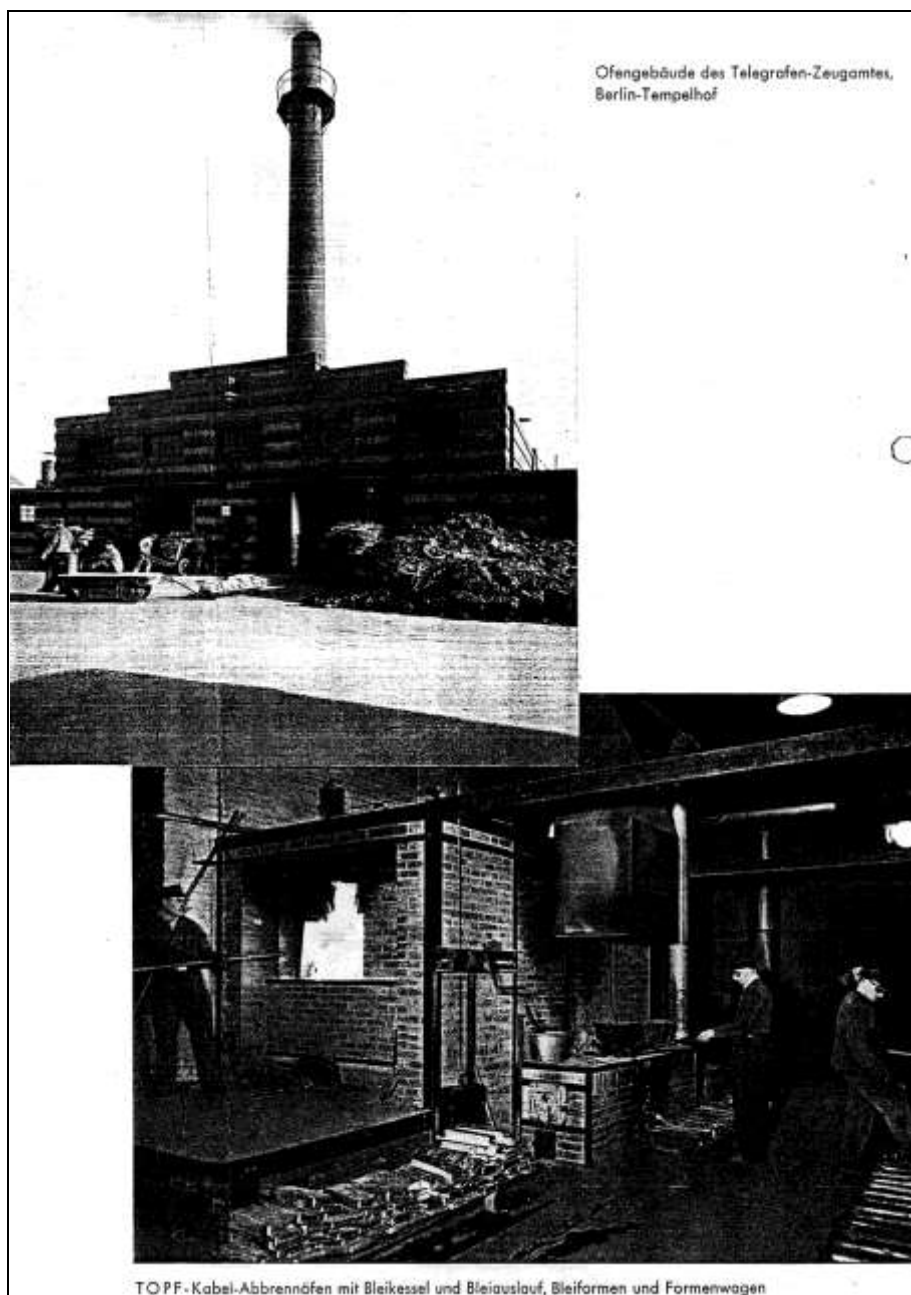 Ofengebäude des Telegrafen-Zeugamtes,
Berlin-Tempelhof
TOPF-Kabel-Abbrennöfen mit Bleikessel und Bleiauslauf, Bleiformen und Formenwagen